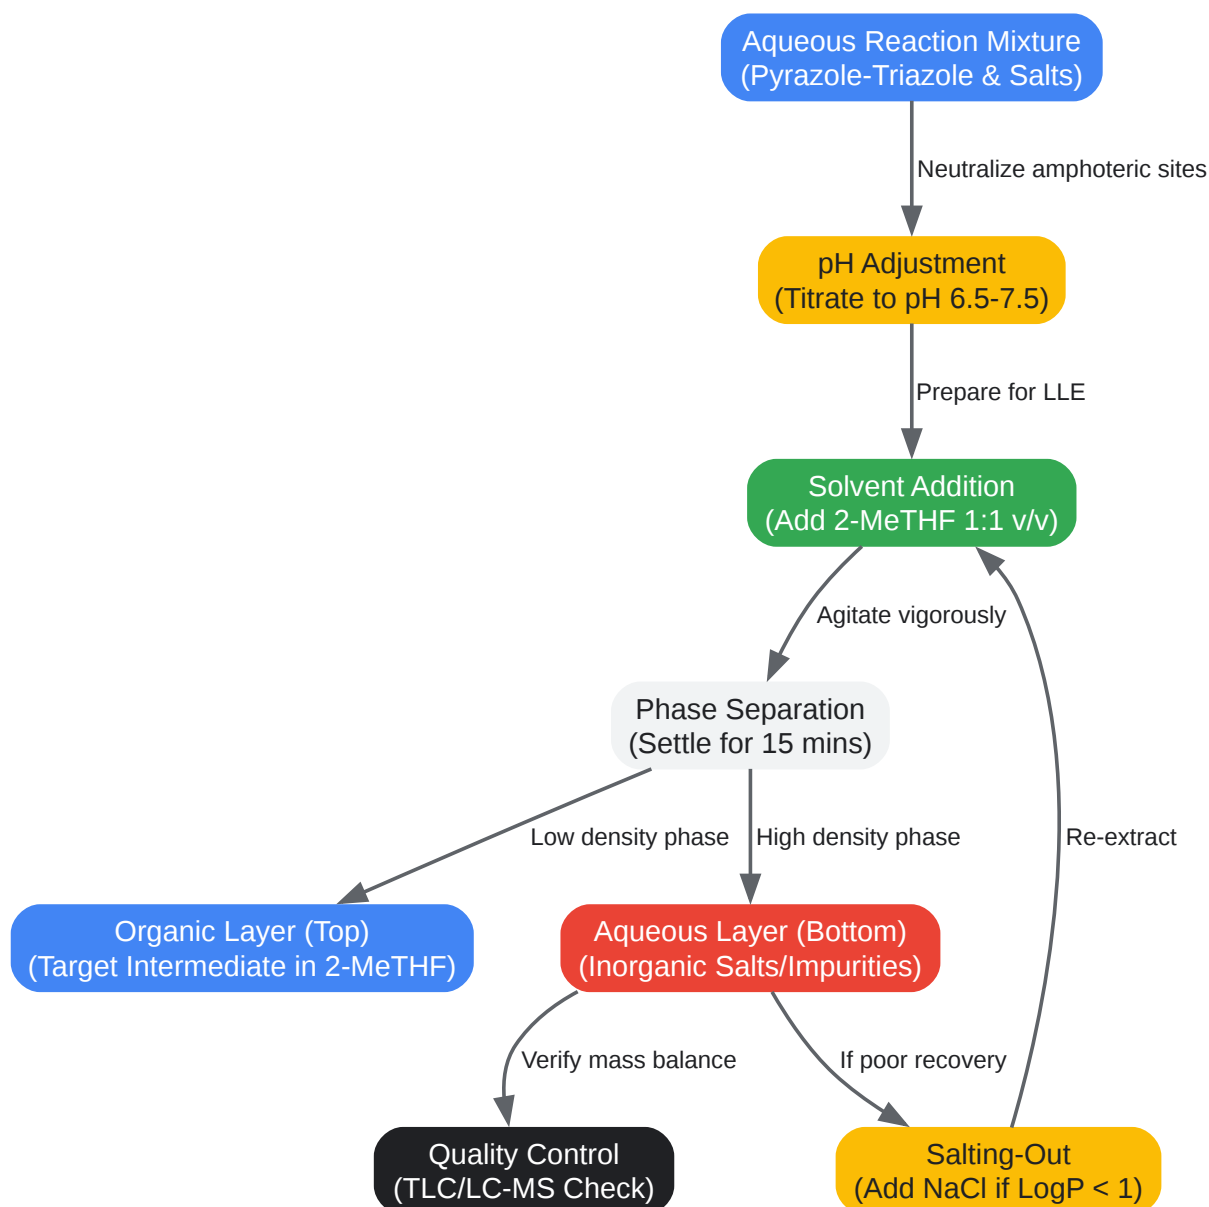 Aqueous Reaction Mixture
(Pyrazole-Triazole & Salts)
Neutralize amphoteric sites
pH Adjustment
(Titrate to pH 6.5-7.5)
Prepare for LLE
Solvent Addition
(Add 2-MeTHF 1:1 v/v)
Agitate vigorously
Phase Separation
(Settle for 15 mins)
Low density phase
High density phase
Re-extract
Organic Layer (Top)
(Target Intermediate in 2-MeTHF)
Aqueous Layer (Bottom)
(Inorganic Salts/Impurities)
Verify mass balance
If poor recovery
Quality Control
(TLC/LC-MS Check)
Salting-Out
(Add NaCl if LogP < 1)